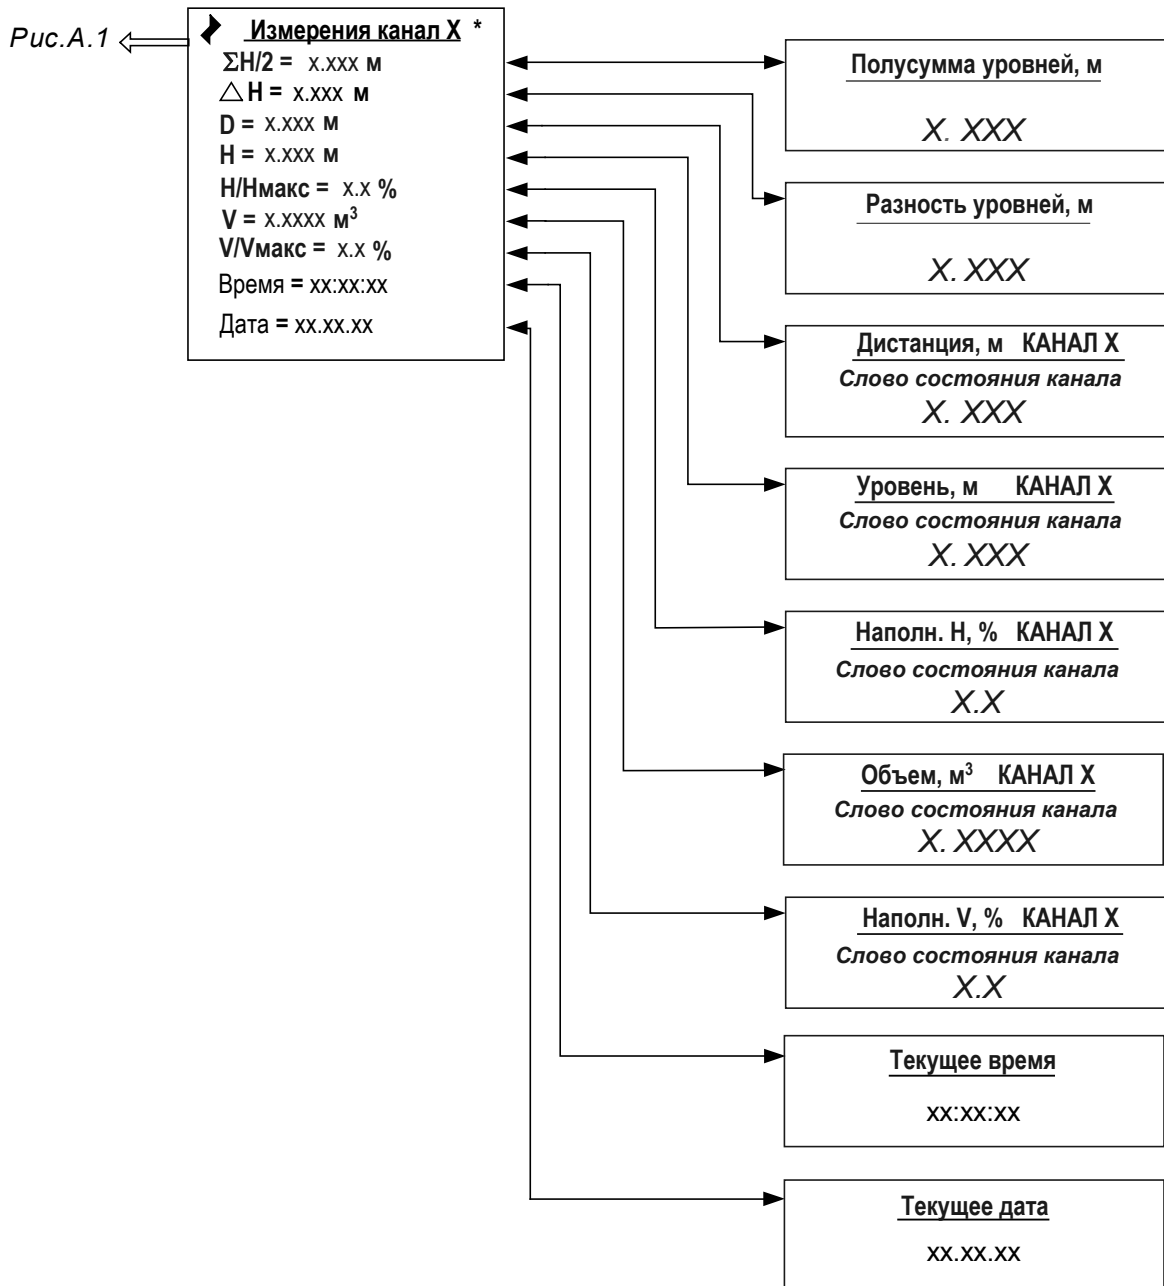 Рис.А.1
Измерения канал X *
ΣH/2 = x.xxx м
△ H = x.xxx м
D = x.xxx м
H = x.xxx м
H/Hмакс = x.x %
V = x.xxxx м³
V/Vмакс = x.x %
Время = xx:xx:xx
Дата = xx.xx.xx
Полусумма уровней, м
X. XXX
Разность уровней, м
X. XXX
Дистанция, м КАНАЛ X
Слово состояния канала
X. XXX
Уровень, м КАНАЛ X
Слово состояния канала
X. XXX
Наполн. H, % КАНАЛ X
Слово состояния канала
X.X
Объем, м³ КАНАЛ X
Слово состояния канала
X. XXXX
Наполн. V, % КАНАЛ X
Слово состояния канала
X.X
Текущее время
xx:xx:xx
Текущее дата
xx.xx.xx